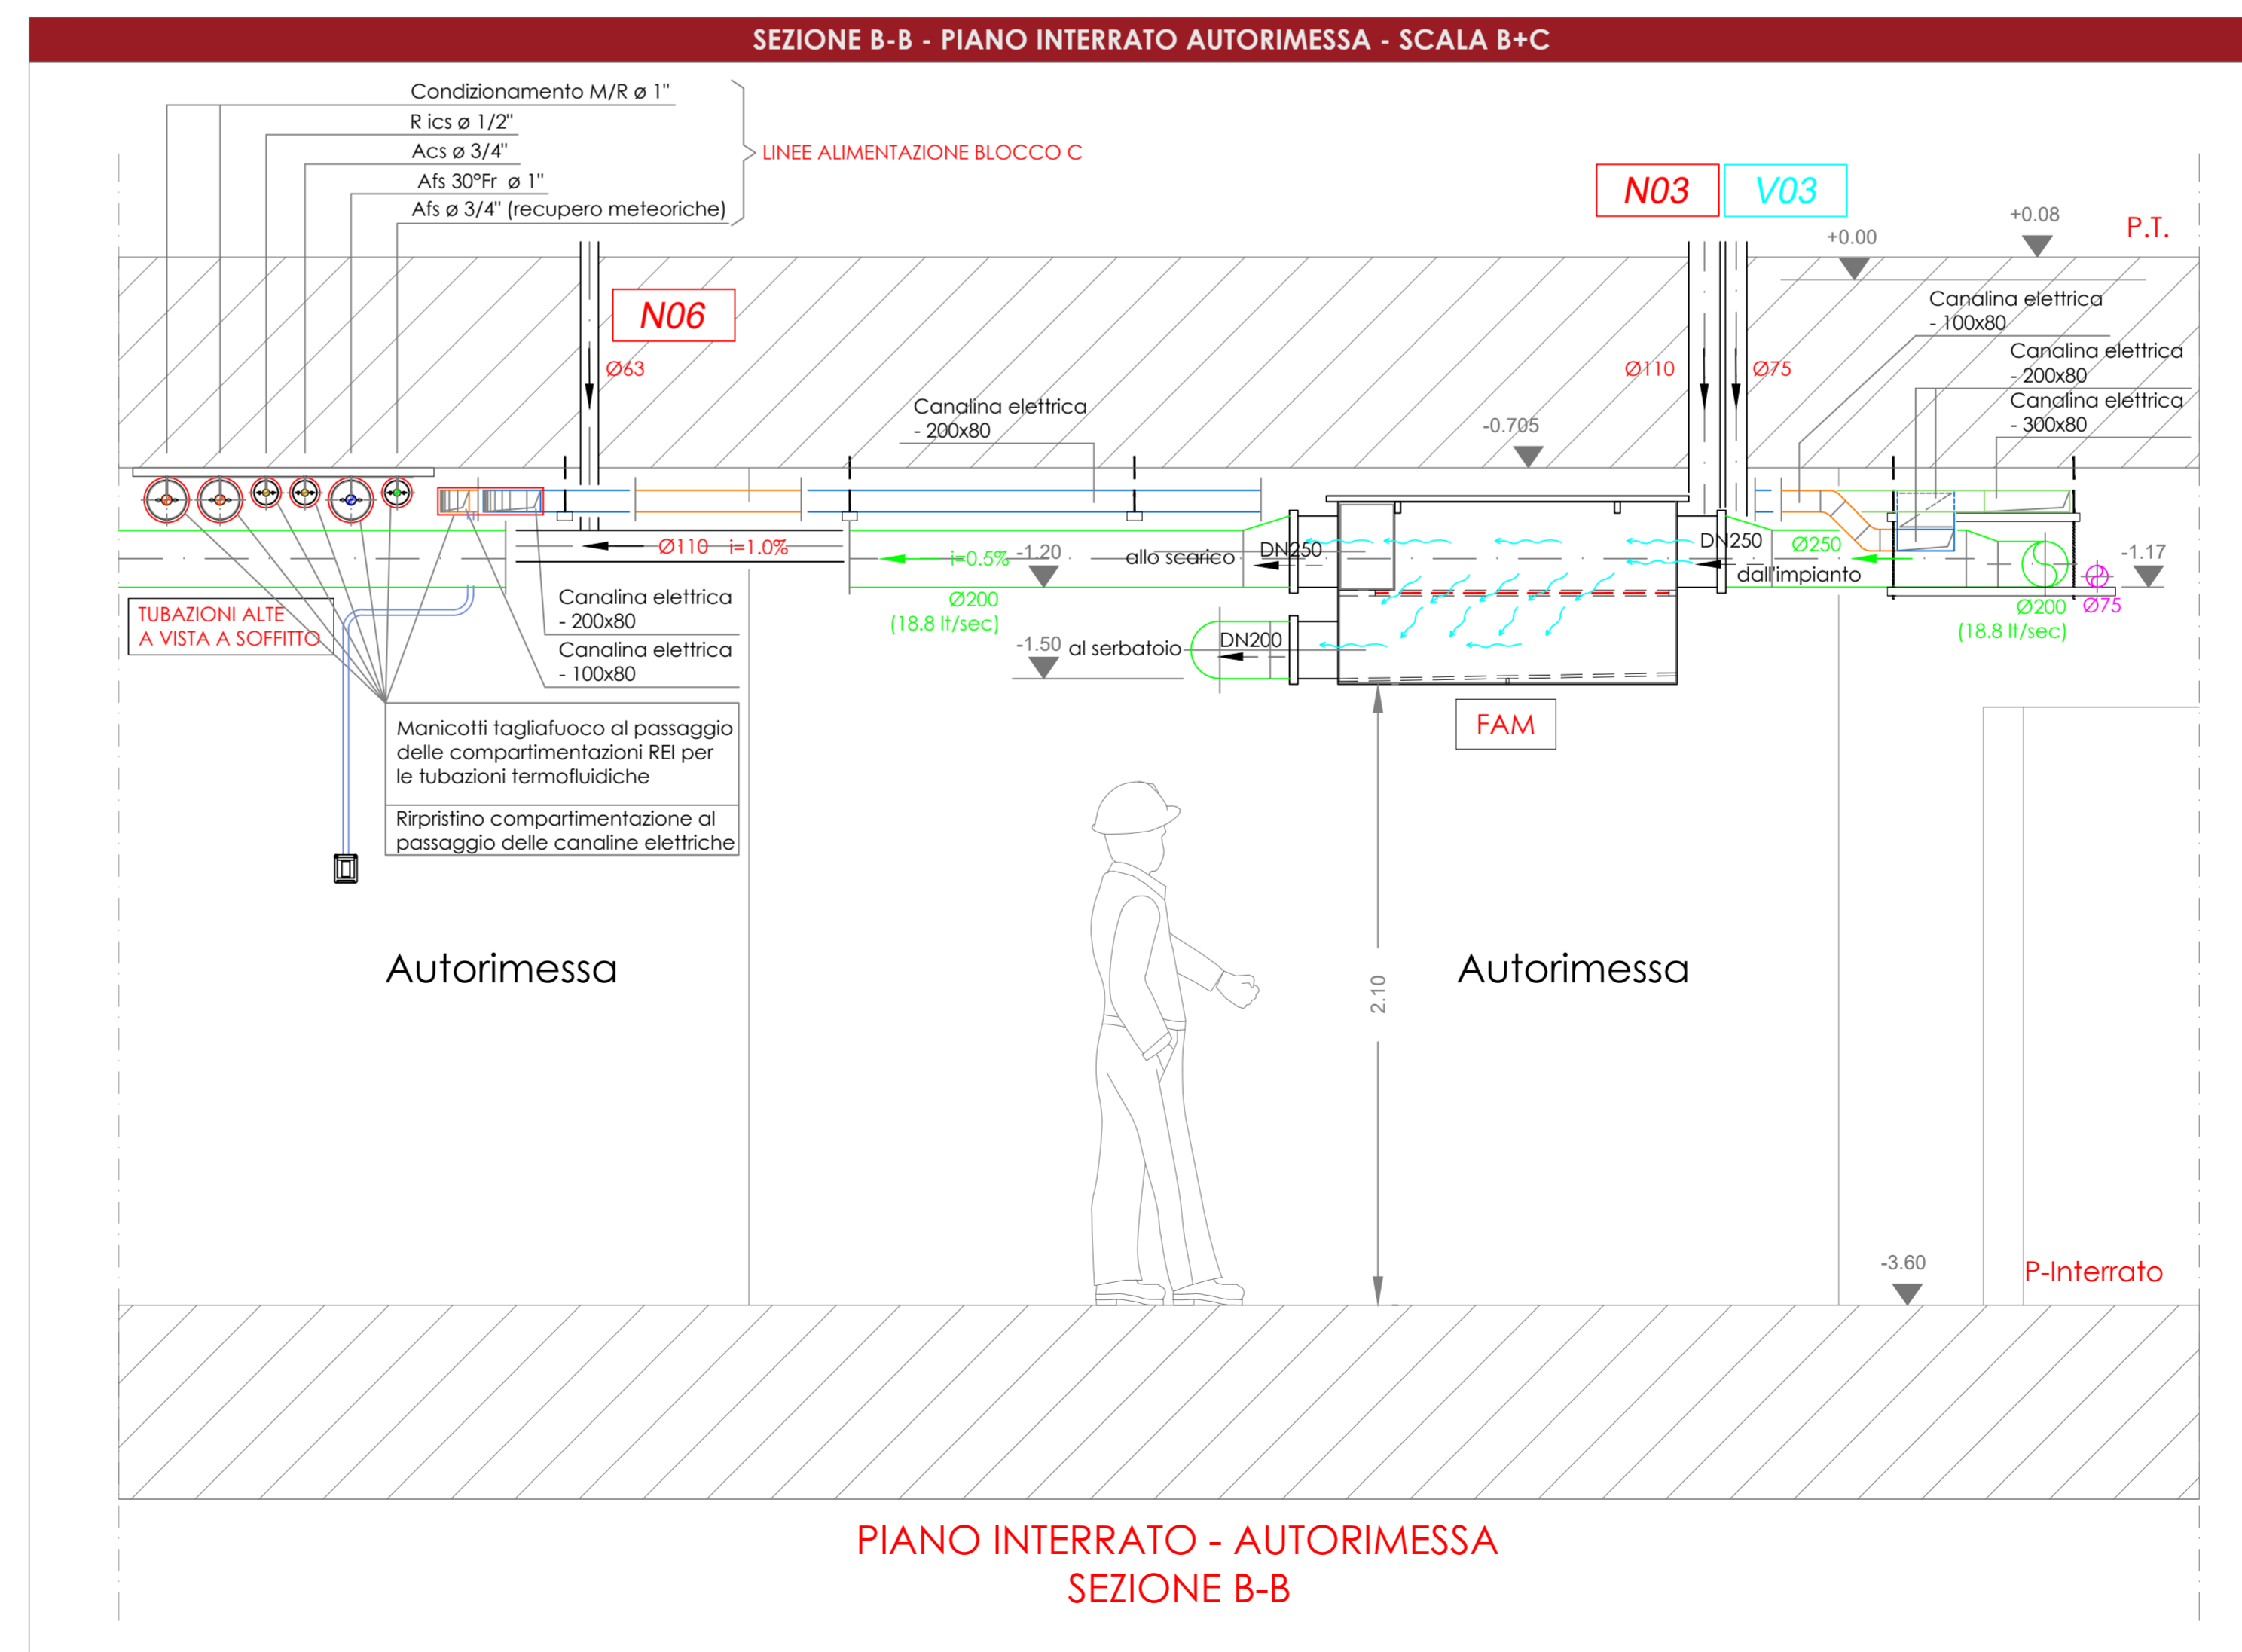 SEZIONE B-B - PIANO INTERRATO AUTORIMESSA - SCALA B+C
Condizionamento M/R ø 1"
R ics ø 1/2"
Acs ø 3/4"
Afs 30°Fr ø 1"
Afs ø 3/4" (recupero meteoriche)
LINEE ALIMENTAZIONE BLOCCO C
N03
V03
+0.00
+0.08
P.T.
N06
Ø63
Ø110
Ø75
Canalina elettrica
- 100x80
Canalina elettrica
- 200x80
Canalina elettrica
- 300x80
Canalina elettrica
- 200x80
-0.705
Ø110 i=1.0%
i=0.5%
-1.20
Ø200
(18.8 lt/sec)
allo scarico
DN250
DN250
dall'impianto
Ø250
-1.17
Ø200
(18.8 lt/sec)
Ø75
TUBAZIONI ALTE
A VISTA A SOFFITTO
Canalina elettrica
- 200x80
Canalina elettrica
- 100x80
-1.50
al serbatoio
DN200
FAM
Manicotti tagliafuoco al passaggio
delle compartimentazioni REI per
le tubazioni termofluidiche
Rirpristino compartimentazione al
passaggio delle canaline elettriche
Autorimessa
Autorimessa
2.10
-3.60
P-Interrato
PIANO INTERRATO - AUTORIMESSA
SEZIONE B-B